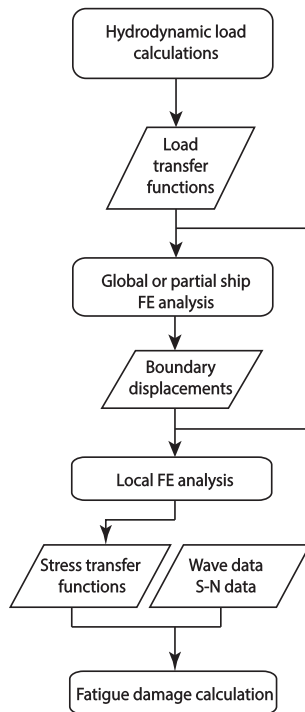 Hydrodynamic load
calculations
Load
transfer
functions
Global or partial ship
FE analysis
Boundary
displacements
Local FE analysis
Stress transfer
functions
Wave data
S-N data
Fatigue damage calculation